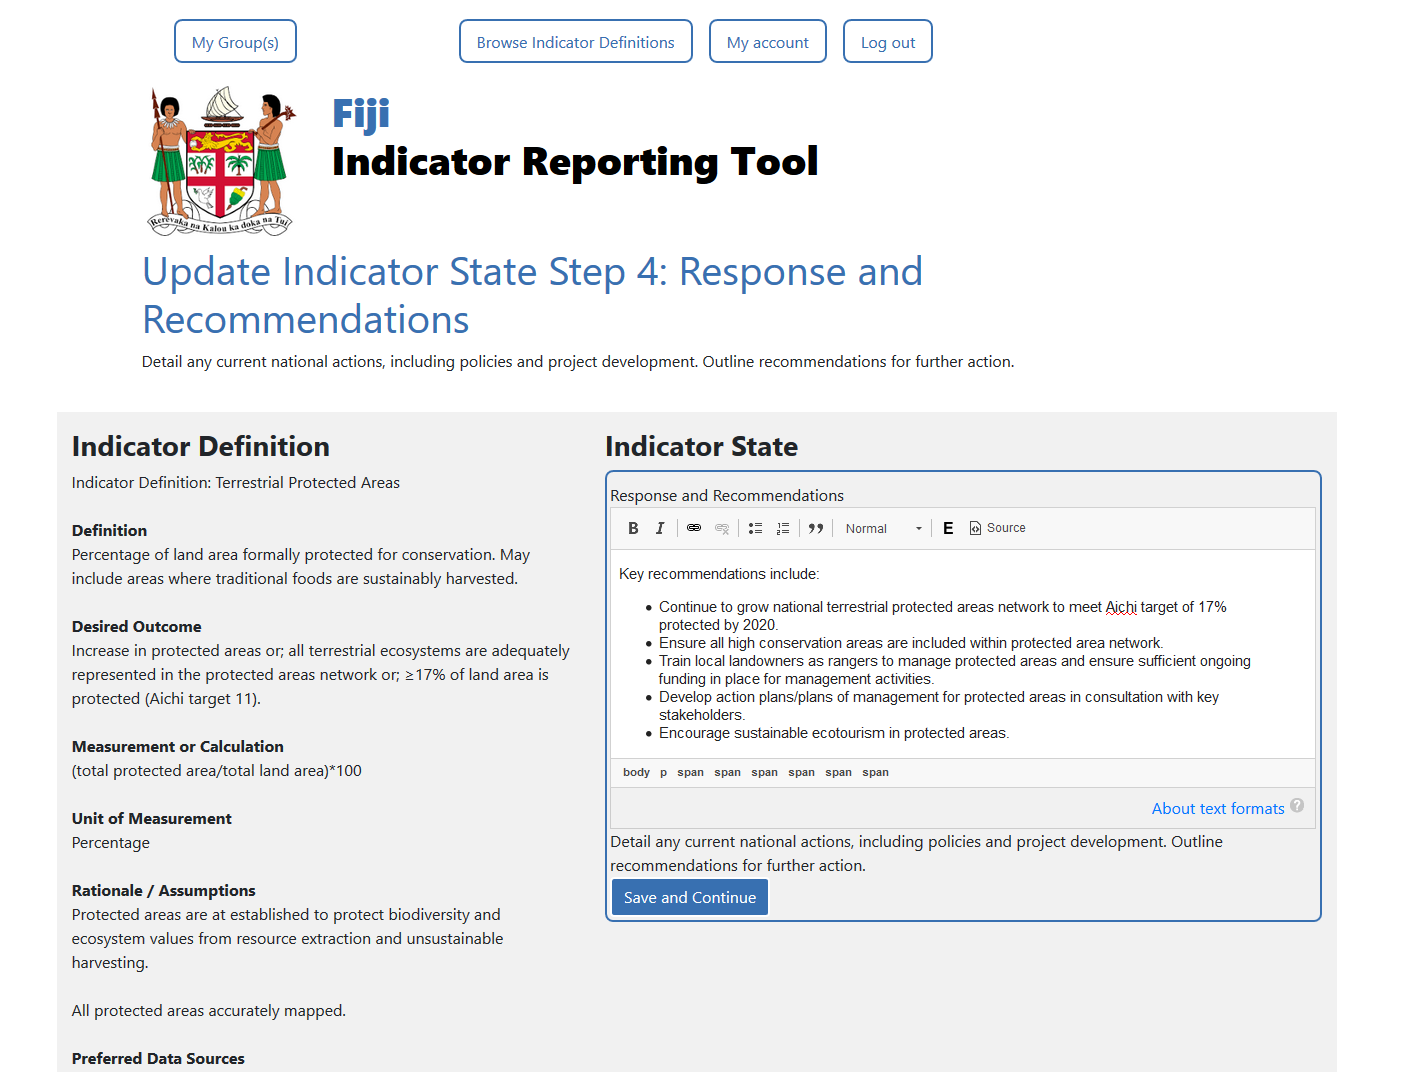 My Group(s)
Browse Indicator Definitions
My account
Log out
Fiji
Indicator Reporting Tool
Rerevaka na Kalou ka doka na Tui
Update Indicator State Step 4: Response and
Recommendations
Detail any current national actions, including policies and project development. Outline recommendations for further action.
Indicator Definition
Indicator Definition: Terrestrial Protected Areas
Definition
Percentage of land area formally protected for conservation. May
include areas where traditional foods are sustainably harvested.
Desired Outcome
Increase in protected areas or; all terrestrial ecosystems are adequately
represented in the protected areas network or; ≥17% of land area is
protected (Aichi target 11).
Measurement or Calculation
(total protected area/total land area)*100
Unit of Measurement
Percentage
Rationale / Assumptions
Protected areas are at established to protect biodiversity and
ecosystem values from resource extraction and unsustainable
harvesting.
All protected areas accurately mapped.
Preferred Data Sources
Indicator State
Response and Recommendations
B I Normal E Source
Key recommendations include:
• Continue to grow national terrestrial protected areas network to meet Aichi target of 17%
protected by 2020.
• Ensure all high conservation areas are included within protected area network.
• Train local landowners as rangers to manage protected areas and ensure sufficient ongoing
funding in place for management activities.
• Develop action plans/plans of management for protected areas in consultation with key
stakeholders.
• Encourage sustainable ecotourism in protected areas.
body p span span span span span span
About text formats ?
Detail any current national actions, including policies and project development. Outline
recommendations for further action.
Save and Continue